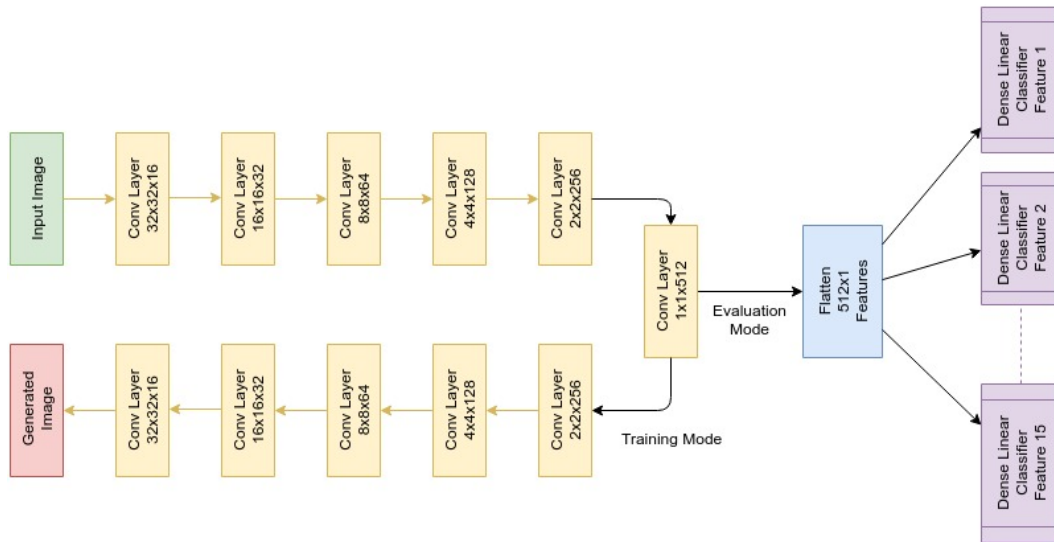 Input Image
Conv Layer
32x32x16
Conv Layer
16x16x32
Conv Layer
8x8x64
Conv Layer
4x4x128
Conv Layer
2x2x256
Conv Layer
1x1x512
Evaluation
Mode
Flatten
512x1
Features
Dense Linear
Classifier
Feature 1
Dense Linear
Classifier
Feature 2
Dense Linear
Classifier
Feature 15
Training Mode
Generated
Image
Conv Layer
32x32x16
Conv Layer
16x16x32
Conv Layer
8x8x64
Conv Layer
4x4x128
Conv Layer
2x2x256